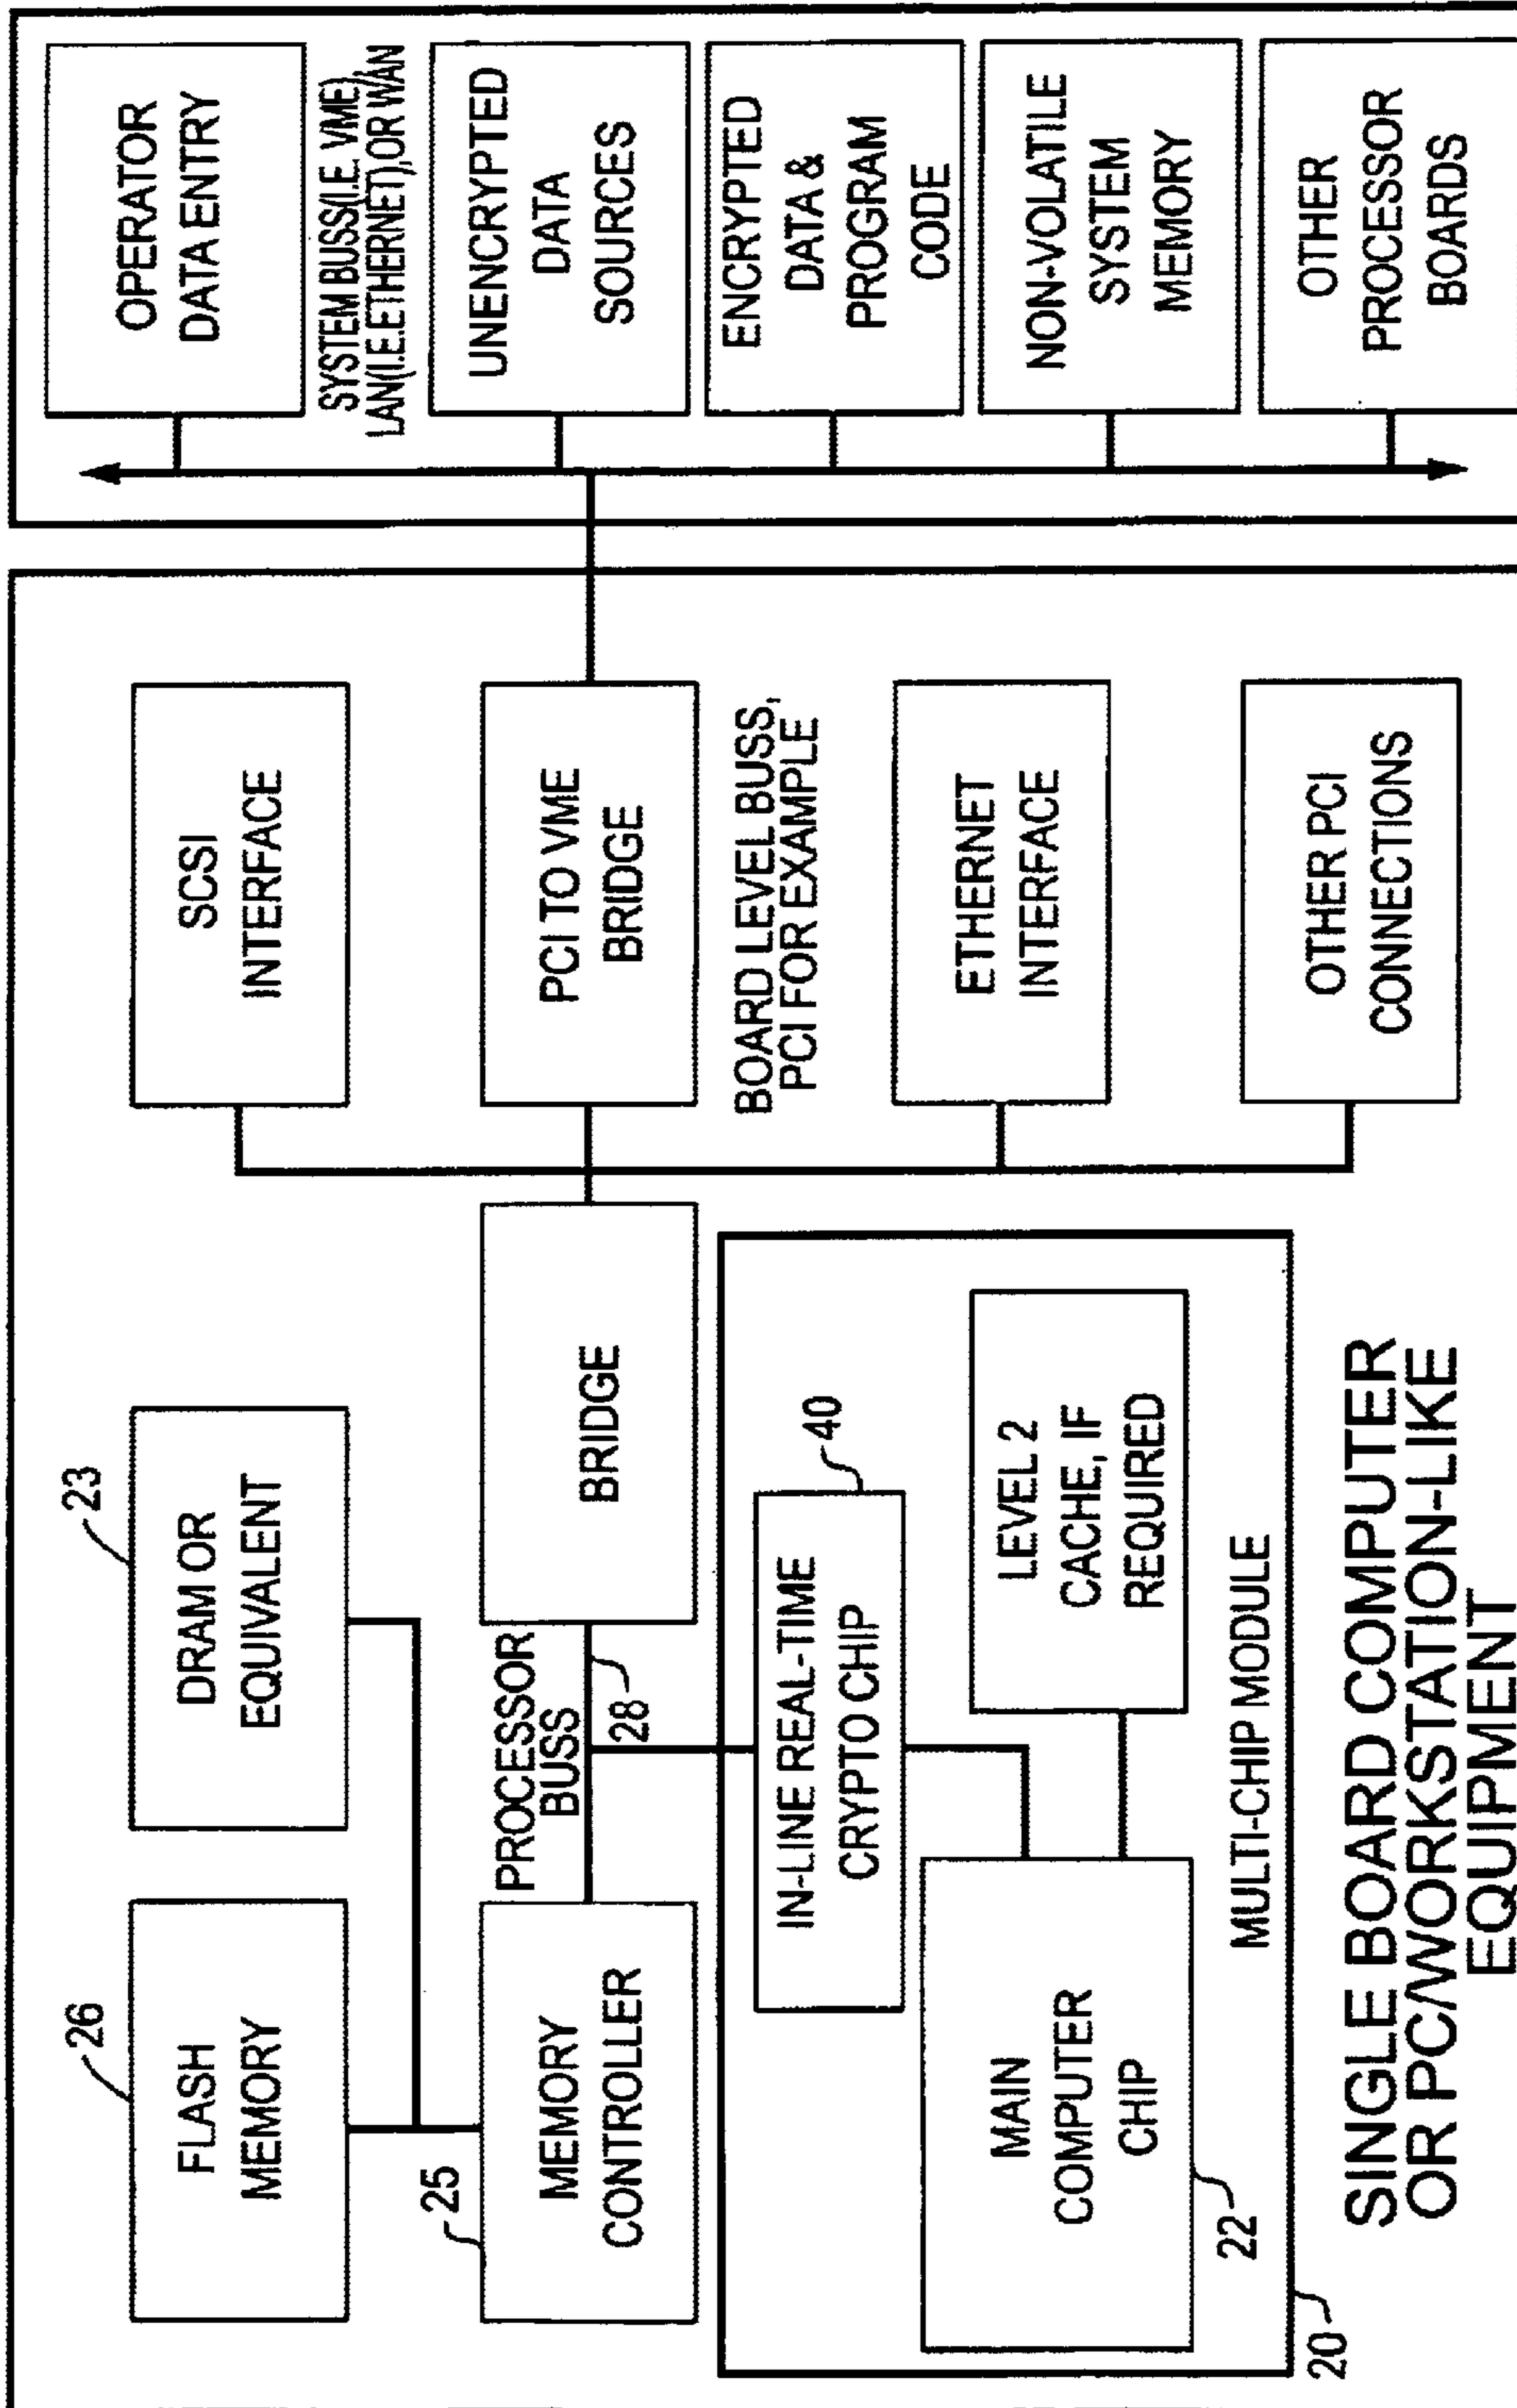 26
FLASH
MEMORY
23
DRAM OR
EQUIVALENT
SCSI
INTERFACE
OPERATOR
DATA ENTRY
SYSTEM BUSS(I.E. VME),
LAN(I.E.ETHERNET),OR WAN
25
MEMORY
CONTROLLER
PROCESSOR
BUSS
28
BRIDGE
PCI TO VME
BRIDGE
UNENCRYPTED
DATA
SOURCES
BOARD LEVEL BUSS,
PCI FOR EXAMPLE
ENCRYPTED
DATA &
PROGRAM
CODE
IN-LINE REAL-TIME
CRYPTO CHIP
40
ETHERNET
INTERFACE
NON-VOLATILE
SYSTEM
MEMORY
MAIN
COMPUTER
CHIP
22
LEVEL 2
CACHE, IF
REQUIRED
MULTI-CHIP MODULE
20
OTHER PCI
CONNECTIONS
OTHER
PROCESSOR
BOARDS
SINGLE BOARD COMPUTER
OR PC/WORKSTATION-LIKE
EQUIPMENT